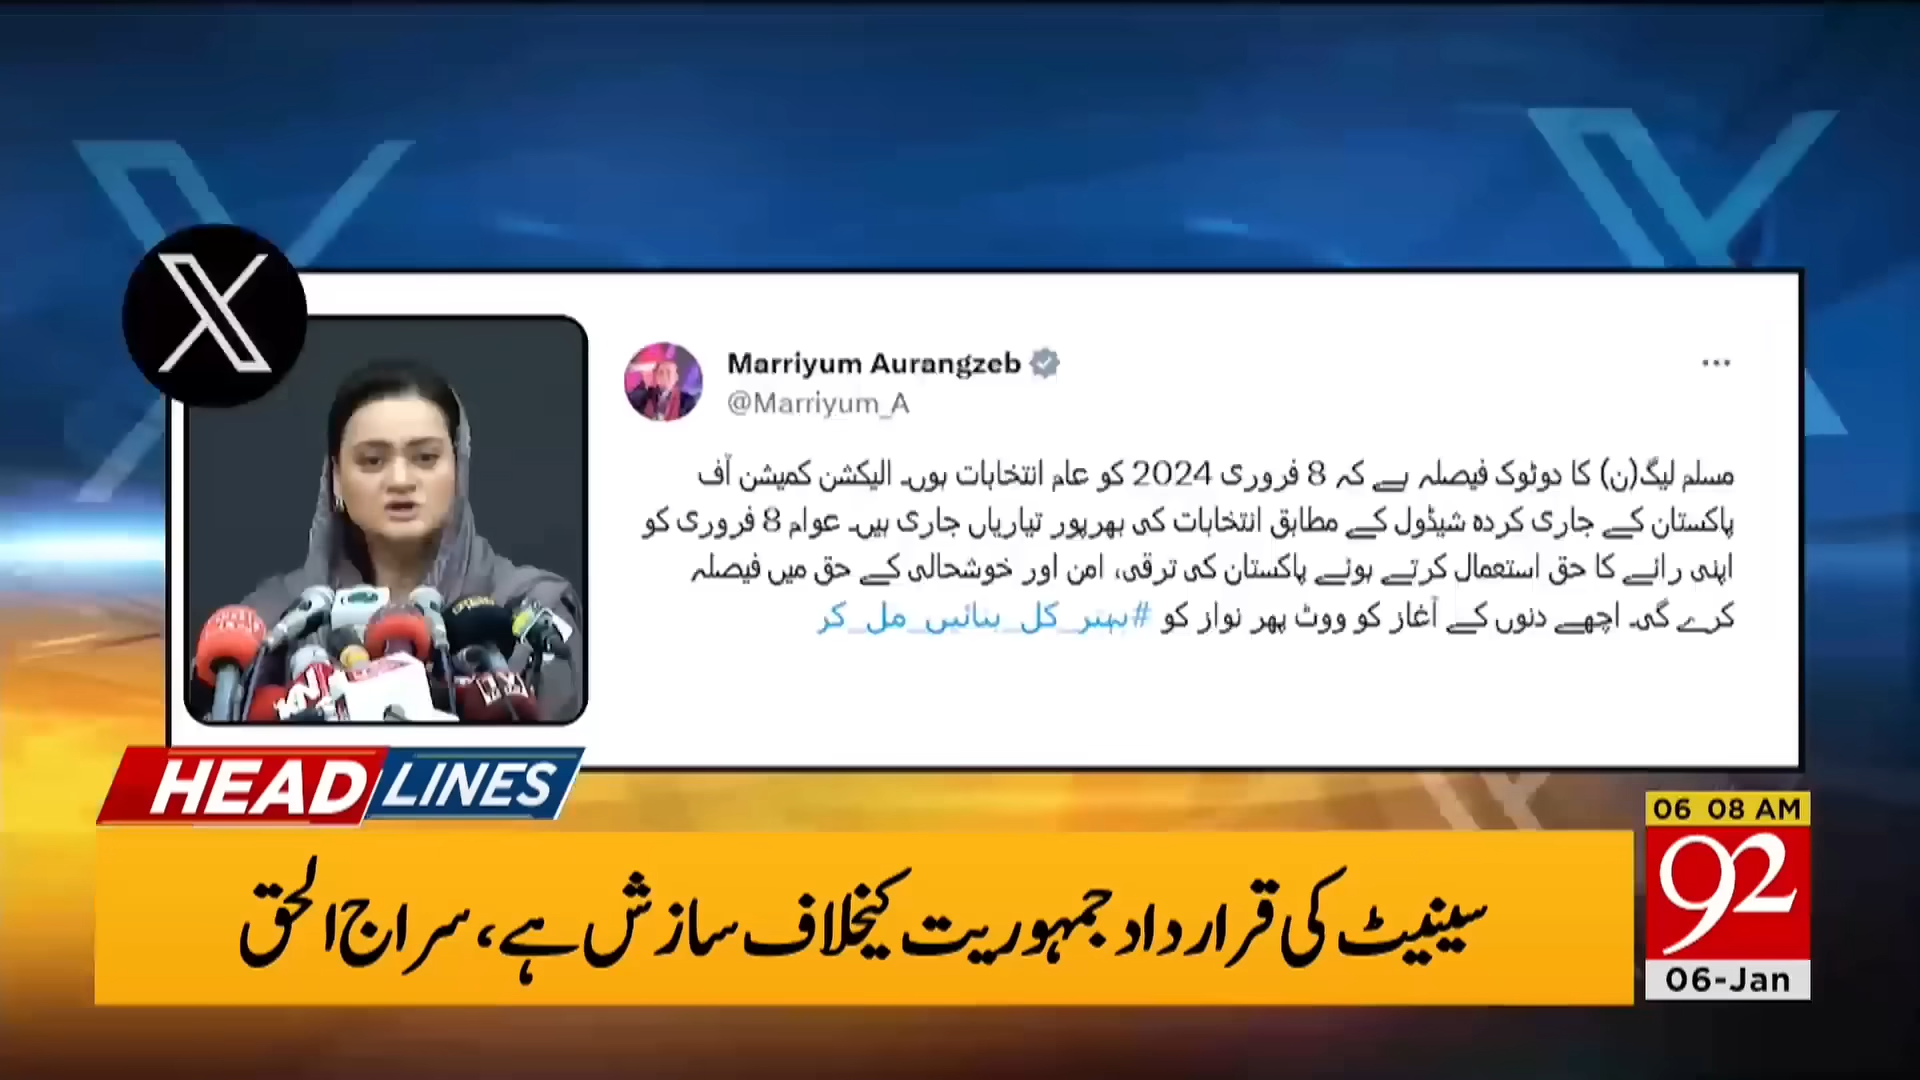 Marriyum Aurangzeb
@Marriyum_A
مسلم لیگ(ن) کا دوٹوک فیصلہ ہے کہ 8 فروری 2024 کو عام انتخابات ہوں۔ الیکشن کمیشن آف
پاکستان کے جاری کردہ شیڈول کے مطابق انتخابات کی بھرپور تیاریاں جاری ہیں۔ عوام 8 فروری کو
اپنی رائے کا حق استعمال کرتے ہوئے پاکستان کی ترقی، امن اور خوشحالی کے حق میں فیصلہ
کرے گی۔ اچھے دنوں کے آغاز کو ووٹ پھر نواز کو #بہتر_کل_بنائیں_مل_کر
HEADLINES
06 08 AM
سینیٹ کی قرارداد جمہوریت کیخلاف سازش ہے، سراج الحق
92
06-Jan